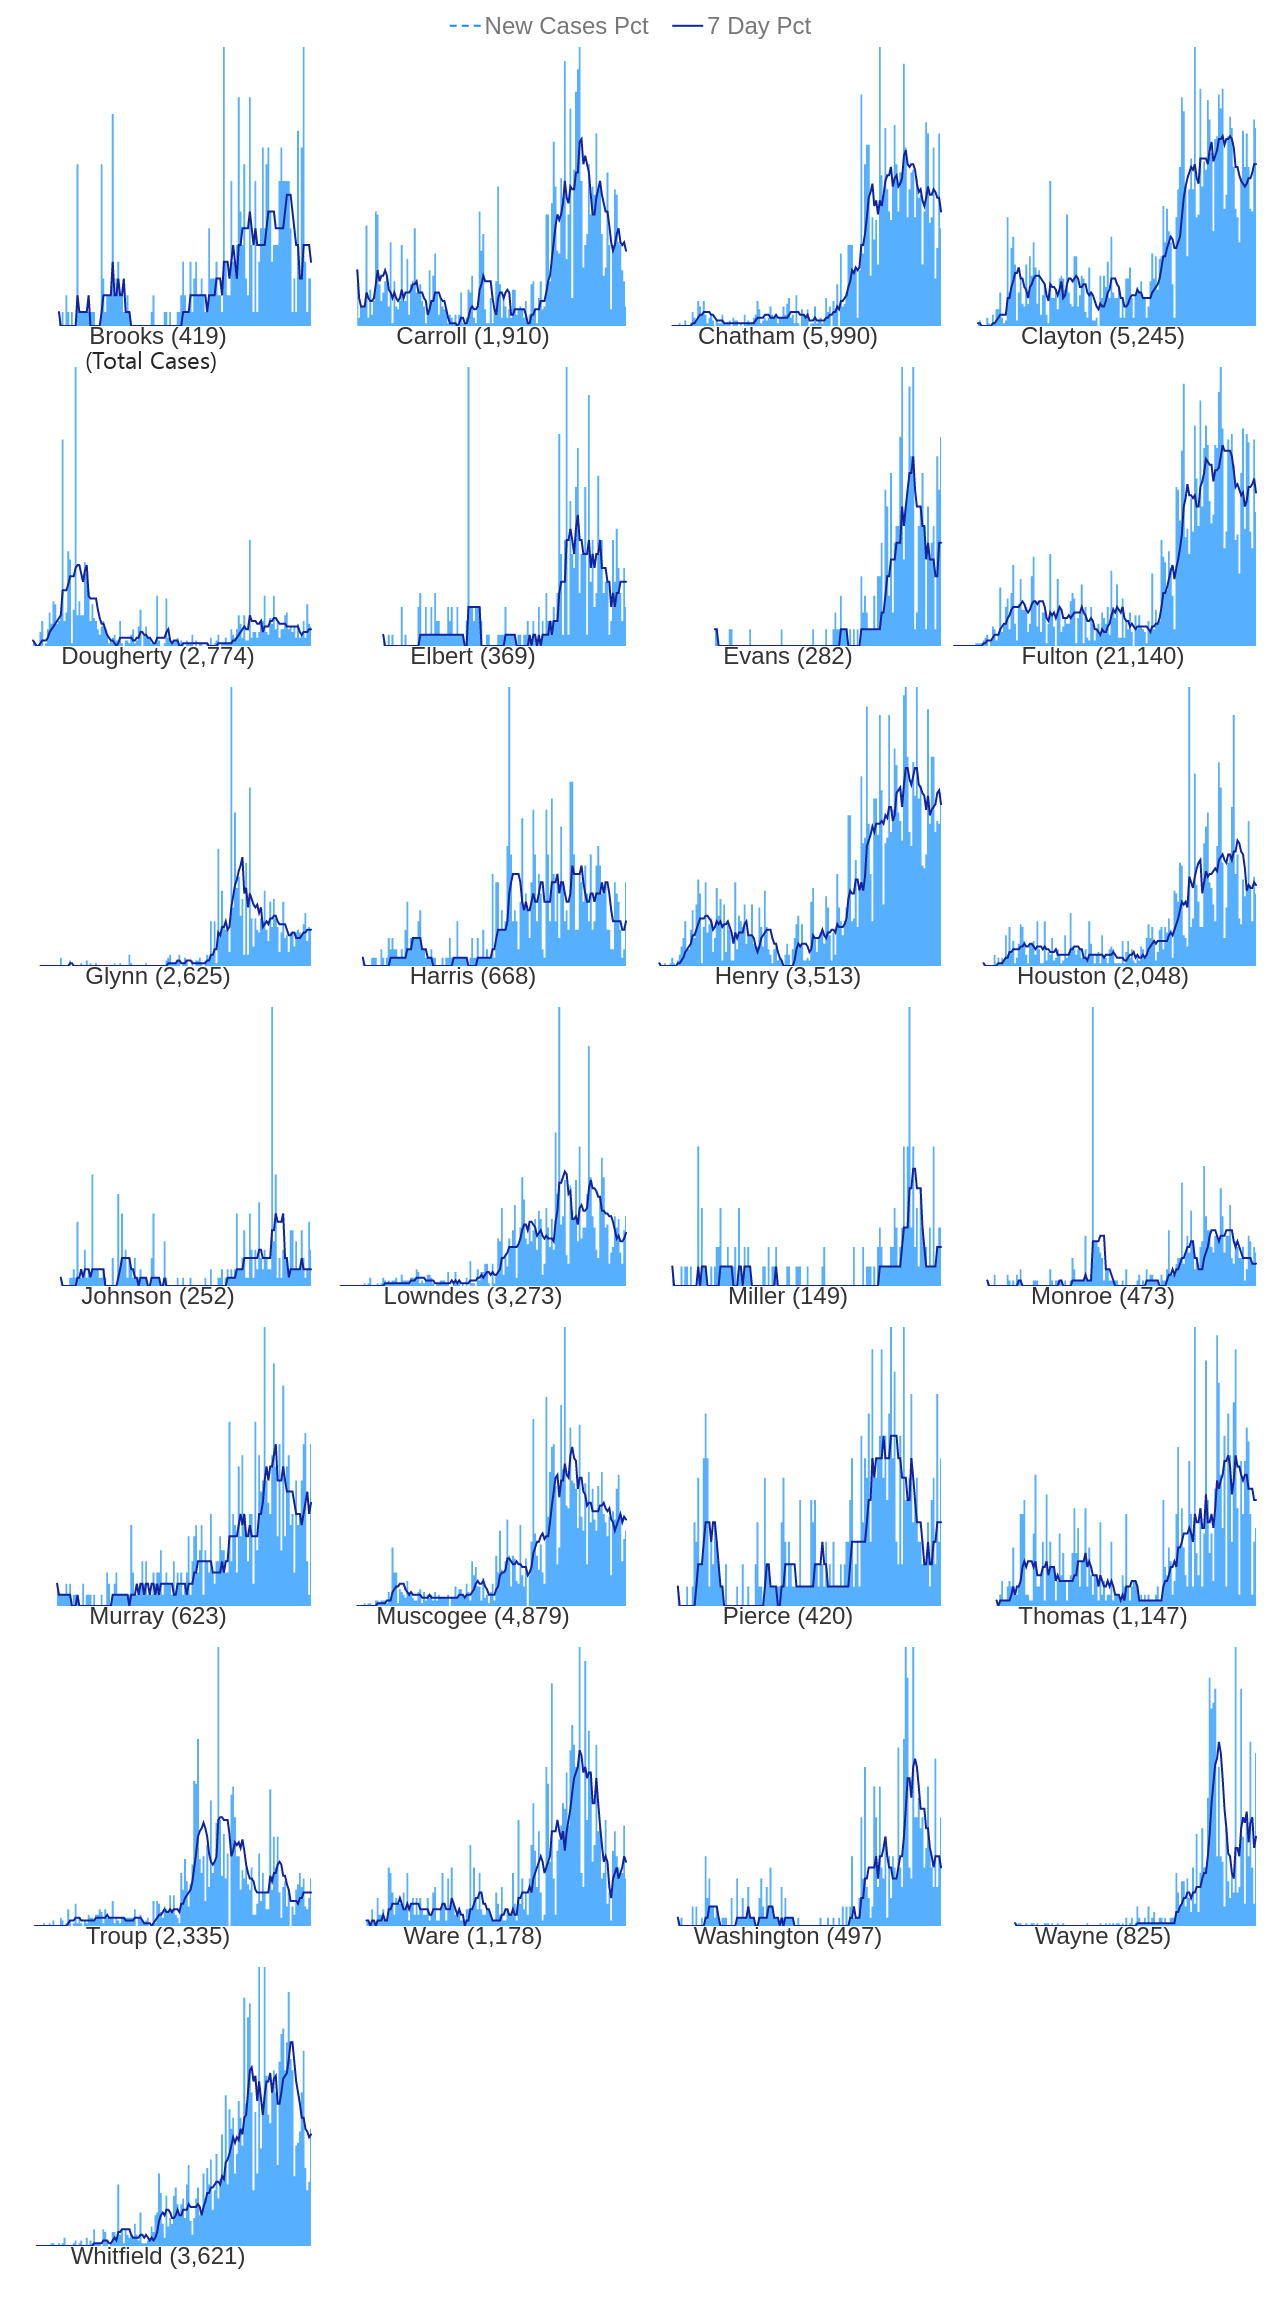 New Cases Pct 7 Day Pct
Brooks (419) Carroll (1,910) Chatham (5,990) Clayton (5,245)
(Total Cases)
Dougherty (2,774) Elbert (369) Evans (282) Fulton (21,140)
Glynn (2,625) Harris (668) Henry (3,513) Houston (2,048)
Johnson (252) Lowndes (3,273) Miller (149) Monroe (473)
Murray (623) Muscogee (4,879) Pierce (420) Thomas (1,147)
Troup (2,335) Ware (1,178) Washington (497) Wayne (825)
Whitfield (3,621)